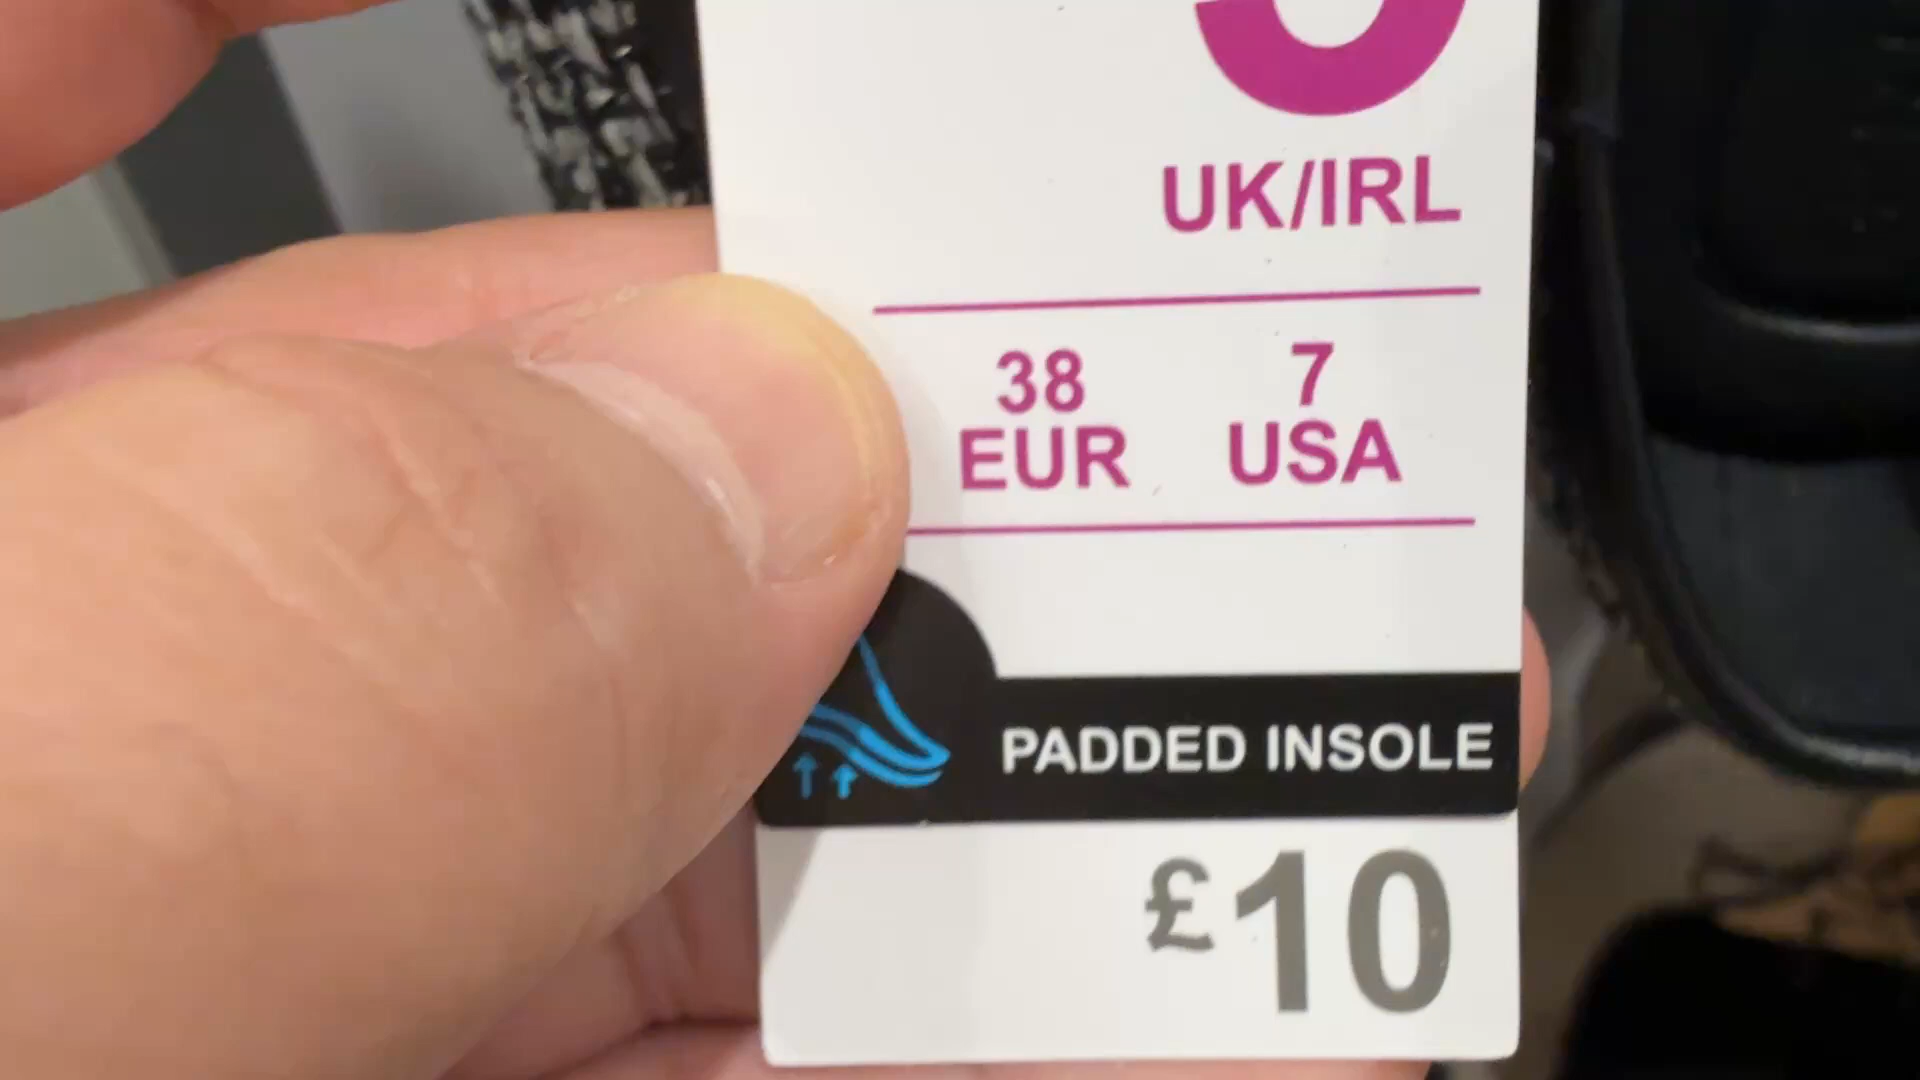 UK/IRL
38 7
EUR USA
PADDED INSOLE
£10